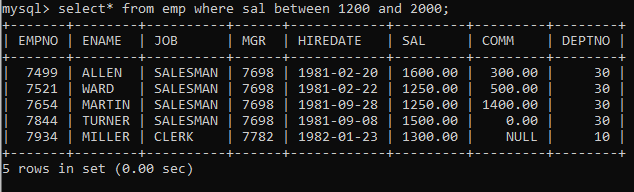 mysql> select* from emp where sal between 1200 and 2000;
+-------+--------+----------+------+------------+---------+---------+--------+
| EMPNO | ENAME  | JOB      | MGR  | HIREDATE   | SAL     | COMM    | DEPTNO |
+-------+--------+----------+------+------------+---------+---------+--------+
|  7499 | ALLEN  | SALESMAN | 7698 | 1981-02-20 | 1600.00 |  300.00 |     30 |
|  7521 | WARD   | SALESMAN | 7698 | 1981-02-22 | 1250.00 |  500.00 |     30 |
|  7654 | MARTIN | SALESMAN | 7698 | 1981-09-28 | 1250.00 | 1400.00 |     30 |
|  7844 | TURNER | SALESMAN | 7698 | 1981-09-08 | 1500.00 |    0.00 |     30 |
|  7934 | MILLER | CLERK    | 7782 | 1982-01-23 | 1300.00 |    NULL |     10 |
+-------+--------+----------+------+------------+---------+---------+--------+
5 rows in set (0.00 sec)